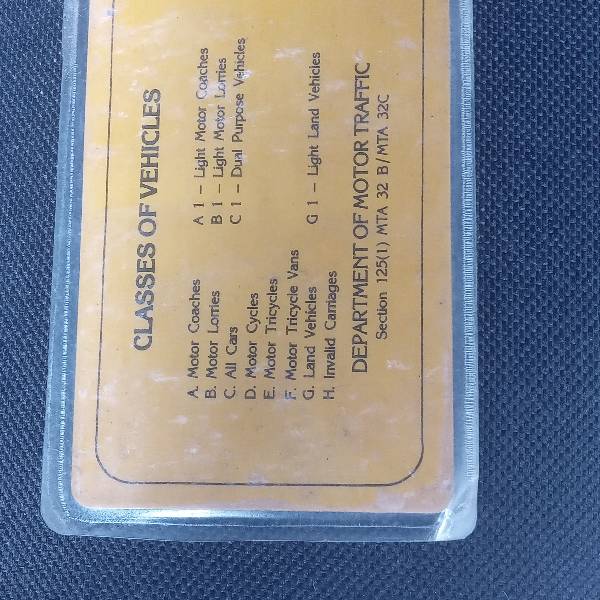 CLASSES OF VEHICLES
A. Motor Coaches A 1 - Light Motor Coaches
B. Motor Lorries B 1 - Light Motor Lorries
C. All Cars C 1 - Dual Purpose Vehicles
D. Motor Cycles
E. Motor Tricycles
F. Motor Tricycle Vans
G. Land Vehicles G 1 - Light Land Vehicles
H. Invalid Carriages
DEPARTMENT OF MOTOR TRAFFIC
Section 125(1) MTA 32 B/MTA 32C